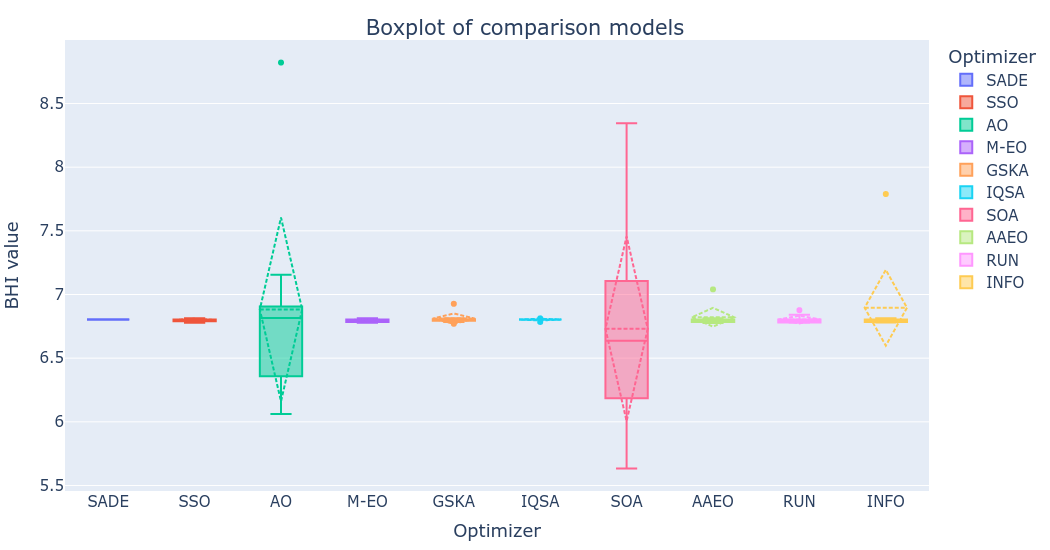 Boxplot of comparison models
BHI value
8.5
8
7.5
7
6.5
6
5.5
SADE
SSO
AO
M-EO
GSKA
IQSA
SOA
AAEO
RUN
INFO
Optimizer
Optimizer
SADE
SSO
AO
M-EO
GSKA
IQSA
SOA
AAEO
RUN
INFO